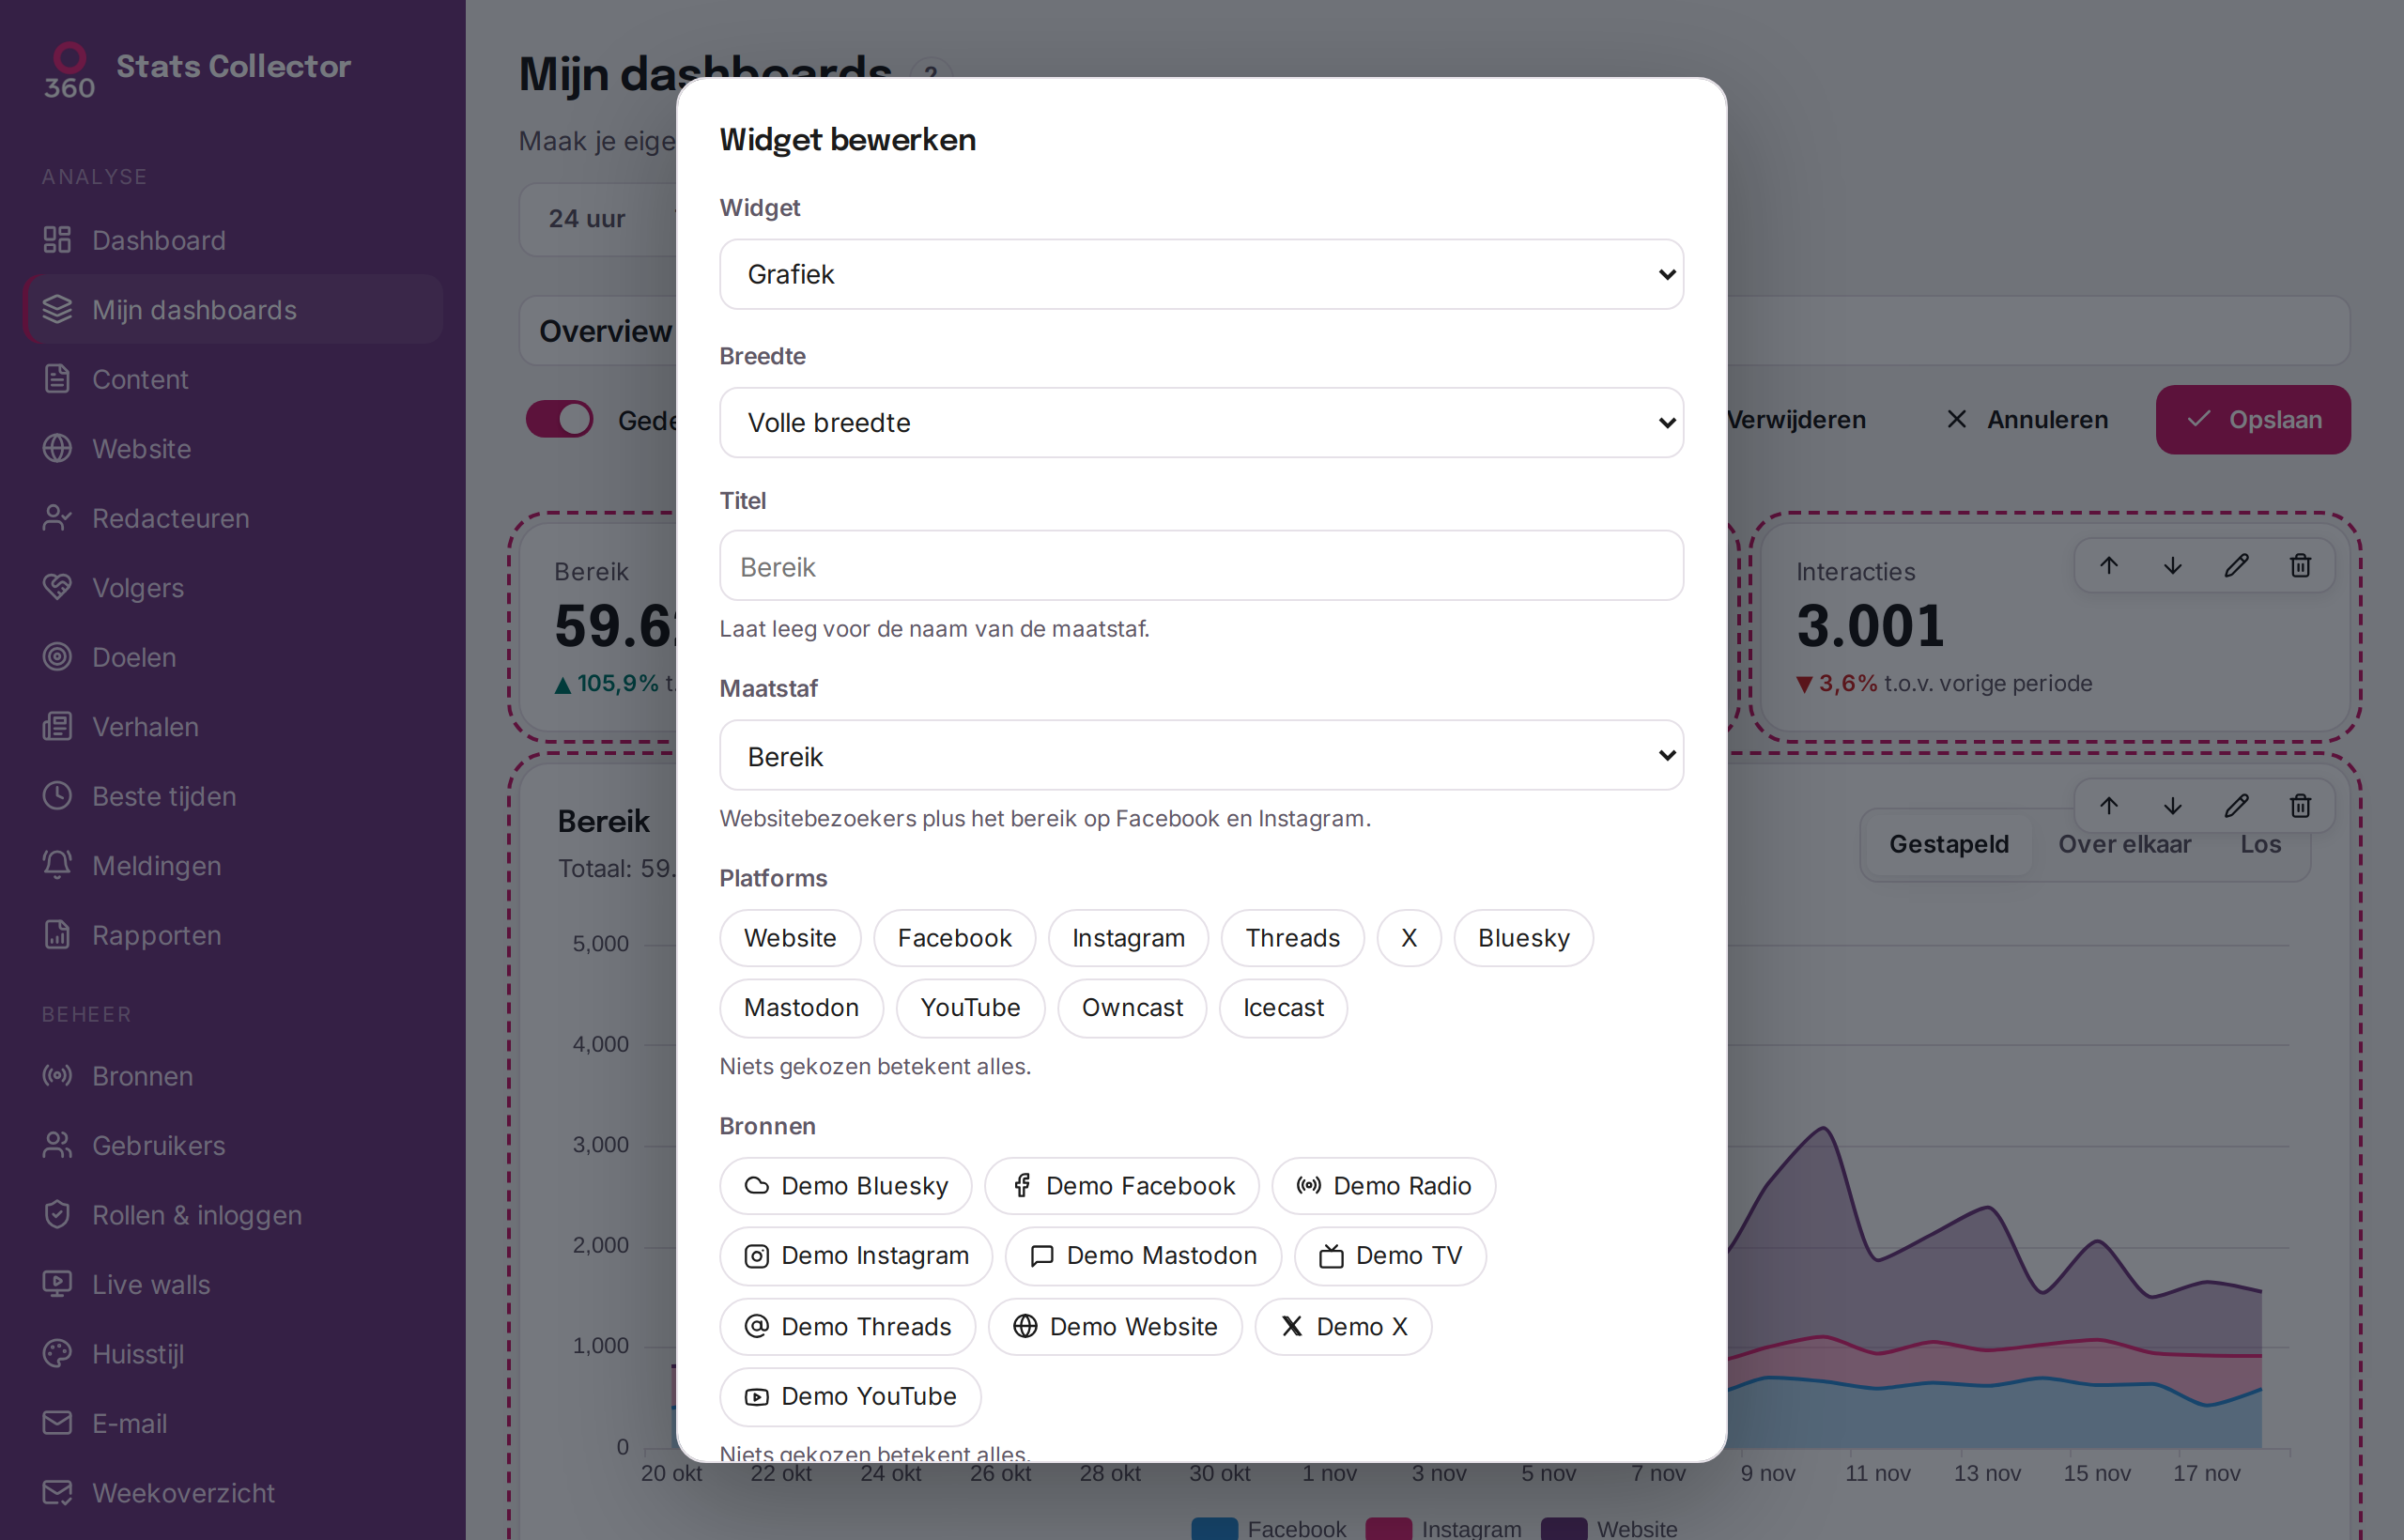 360
Stats Collector
ANALYSE
Dashboard
Mijn dashboards
Content
Website
Redacteuren
Volgers
Doelen
Verhalen
Beste tijden
Meldingen
Rapporten
BEHEER
Bronnen
Gebruikers
Rollen & inloggen
Live walls
Huisstijl
E-mail
Weekoverzicht
Mijn dashboards 2
Maak je eige
24 uur
Overview
Verwijderen
Annuleren
Opslaan
Bereik
105,9%
Interacties
3.001
3,6% t.o.v. vorige periode
Bereik
Totaal: 59.
Gestapeld
Over elkaar
Los
5,000
4,000
3,000
2,000
1,000
0
20 okt
22 okt
24 okt
26 okt
28 okt
30 okt
1 nov
3 nov
5 nov
7 nov
9 nov
11 nov
13 nov
15 nov
17 nov
Facebook
Instagram
Website
Widget bewerken
Widget
Grafiek
Breedte
Volle breedte
Titel
Bereik
Laat leeg voor de naam van de maatstaf.
Maatstaf
Bereik
Websitebezoekers plus het bereik op Facebook en Instagram.
Platforms
Website
Facebook
Instagram
Threads
X
Bluesky
Mastodon
YouTube
Owncast
Icecast
Niets gekozen betekent alles.
Bronnen
Demo Bluesky
Demo Facebook
Demo Radio
Demo Instagram
Demo Mastodon
Demo TV
Demo Threads
Demo Website
Demo X
Demo YouTube
Niets gekozen betekent alles.